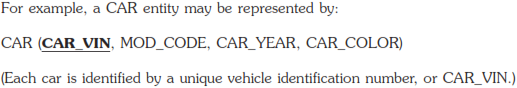 For example, a CAR entity may be represented by:
CAR (CAR_VIN, MOD_CODE, CAR_YEAR, CAR_COLOR)
(Each car is identified by a unique vehicle identification number, or CAR_VIN.)